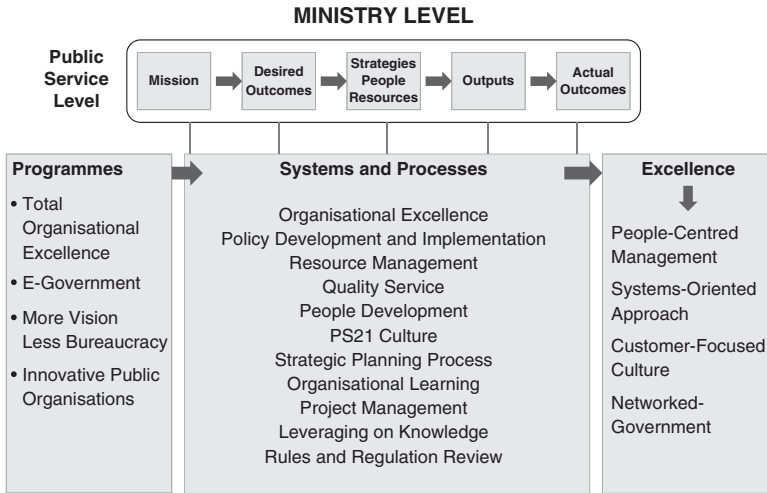 MINISTRY LEVEL
Public
Service
Level
Mission
Desired
Outcomes
Strategies
People
Resources
Outputs
Actual
Outcomes
Programmes
• Total
Organisational
Excellence
• E-Government
• More Vision
Less Bureaucracy
• Innovative Public
Organisations
Systems and Processes
Organisational Excellence
Policy Development and Implementation
Resource Management
Quality Service
People Development
PS21 Culture
Strategic Planning Process
Organisational Learning
Project Management
Leveraging on Knowledge
Rules and Regulation Review
Excellence
People-Centred
Management
Systems-Oriented
Approach
Customer-Focused
Culture
Networked-
Government